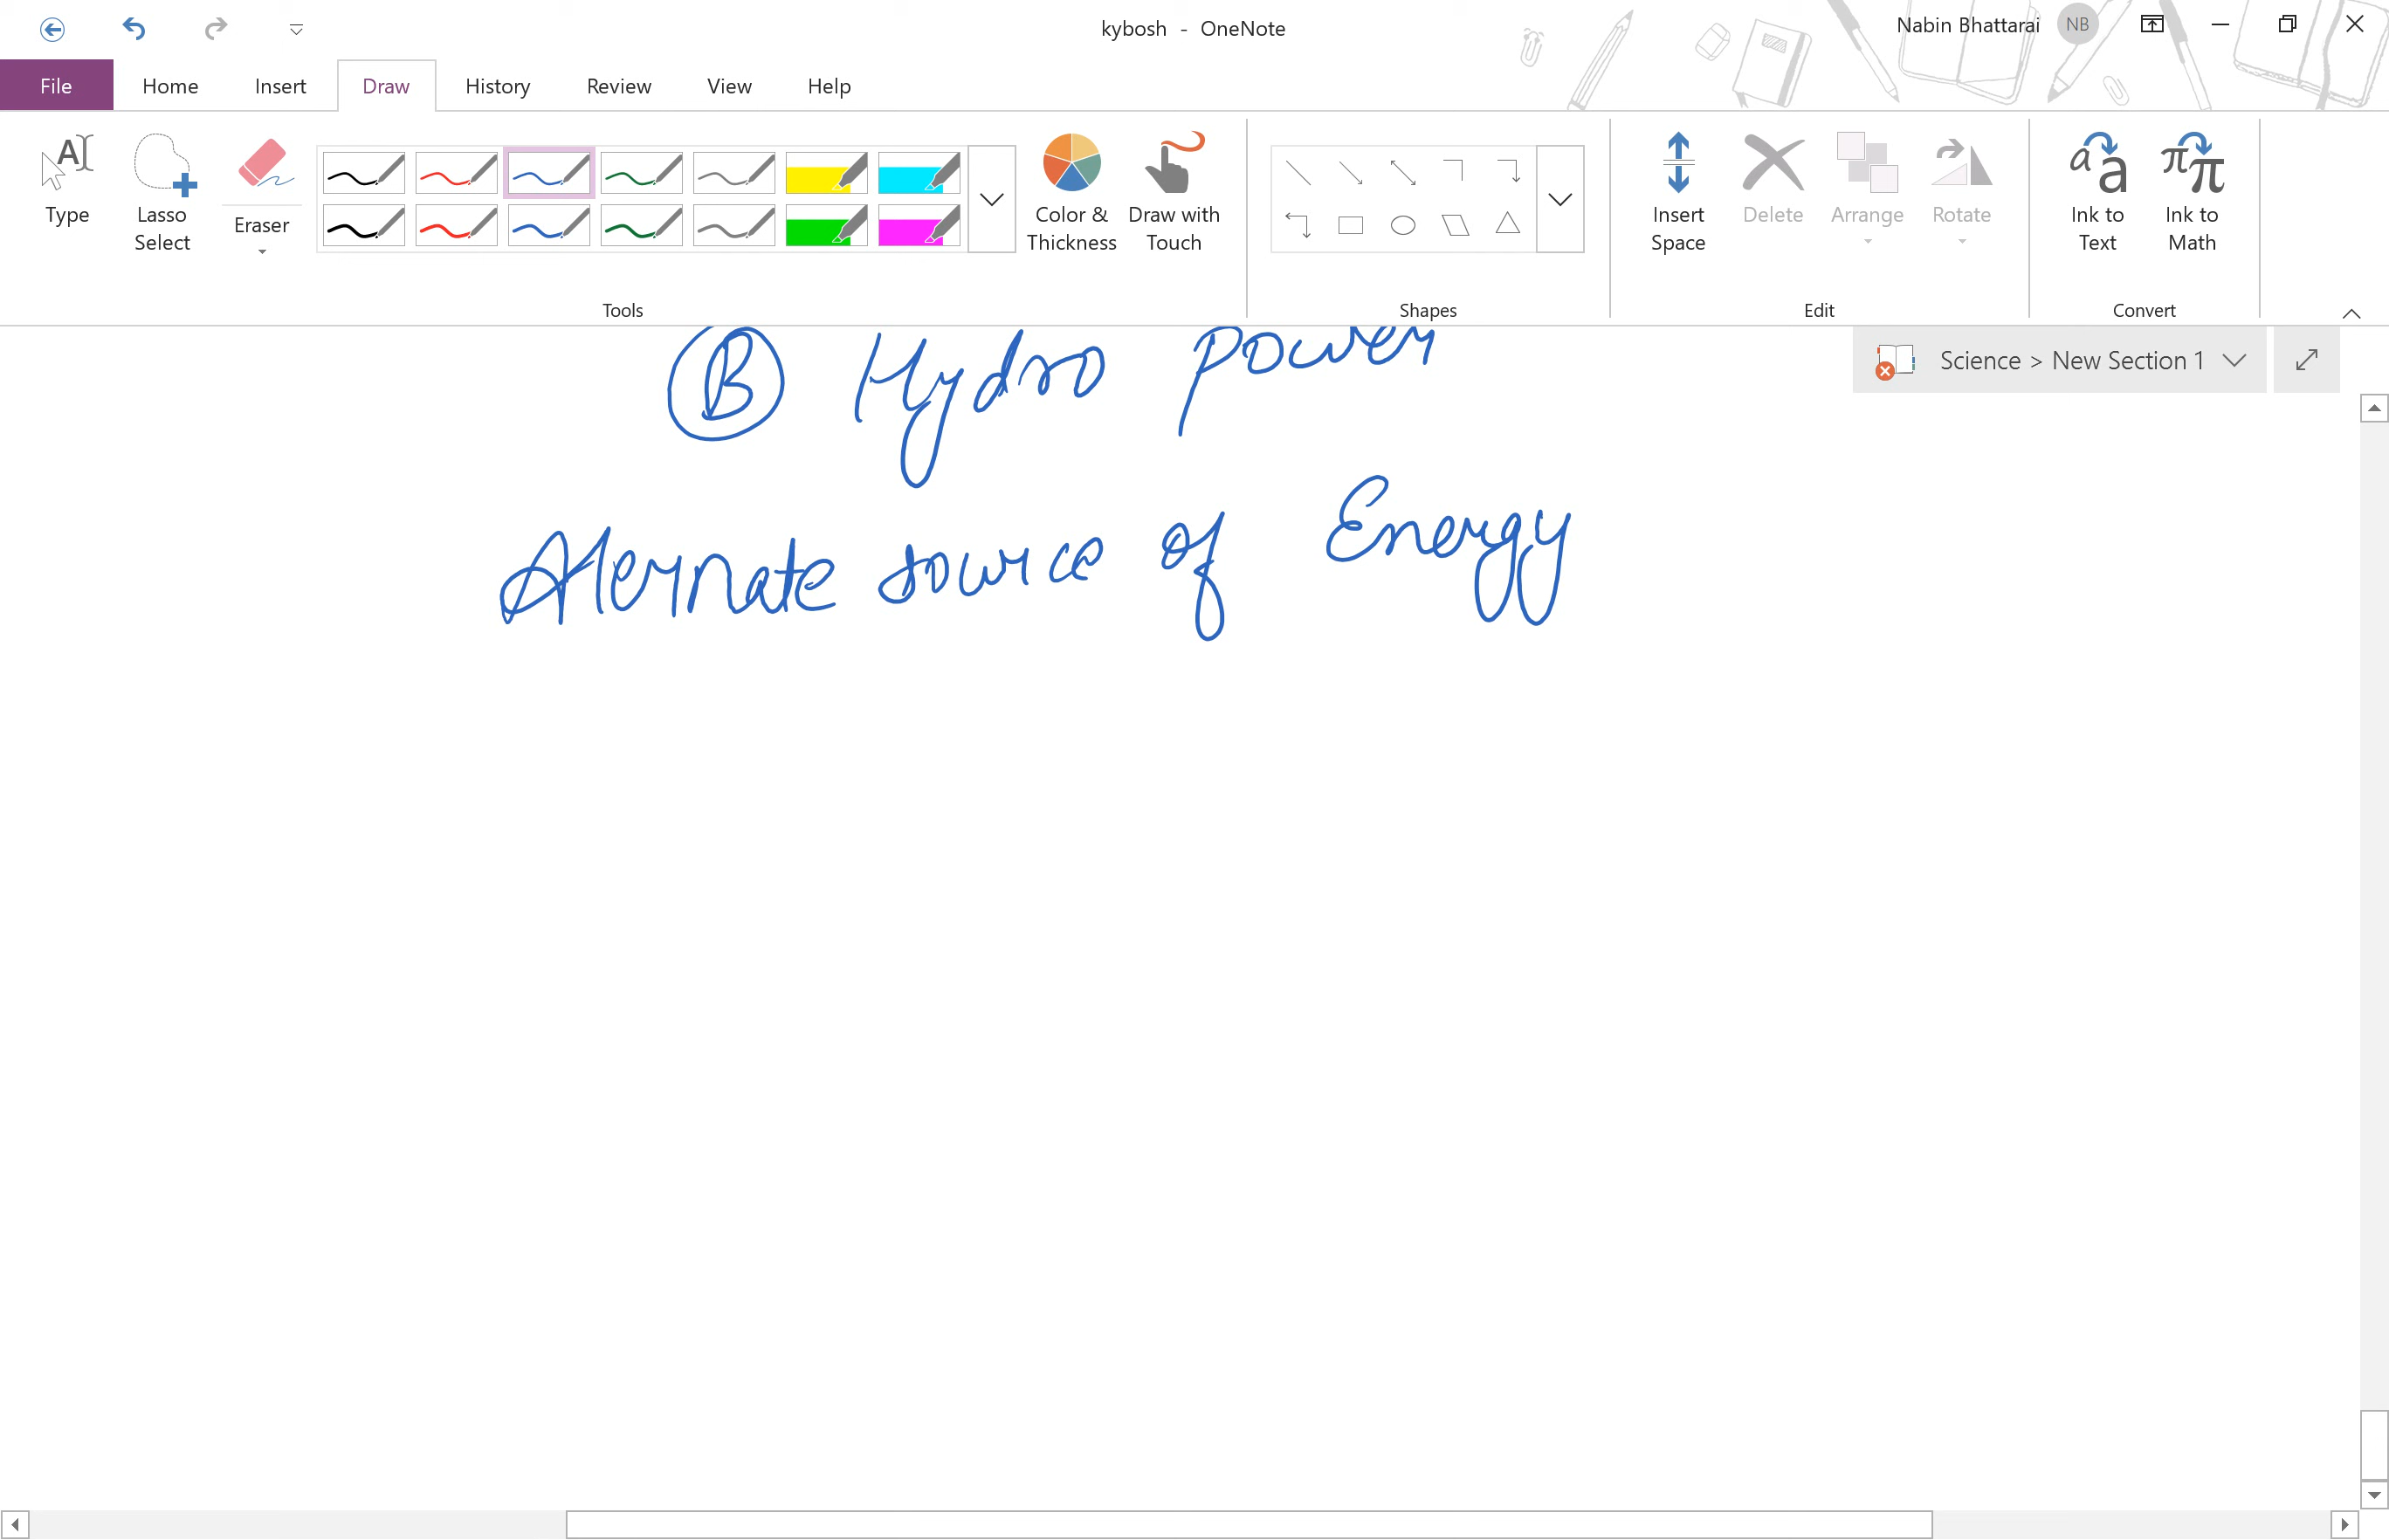 kybosh - OneNote
Nabin Bhattarai NB
File Home Insert Draw History Review View Help
Type
Lasso Select
Eraser
Color & Thickness
Draw with Touch
Insert Space
Delete
Arrange
Rotate
Ink to Text
Ink to Math
Tools
Shapes
Edit
Convert
Science > New Section 1
B Hydro Power
Alternate source of Energy